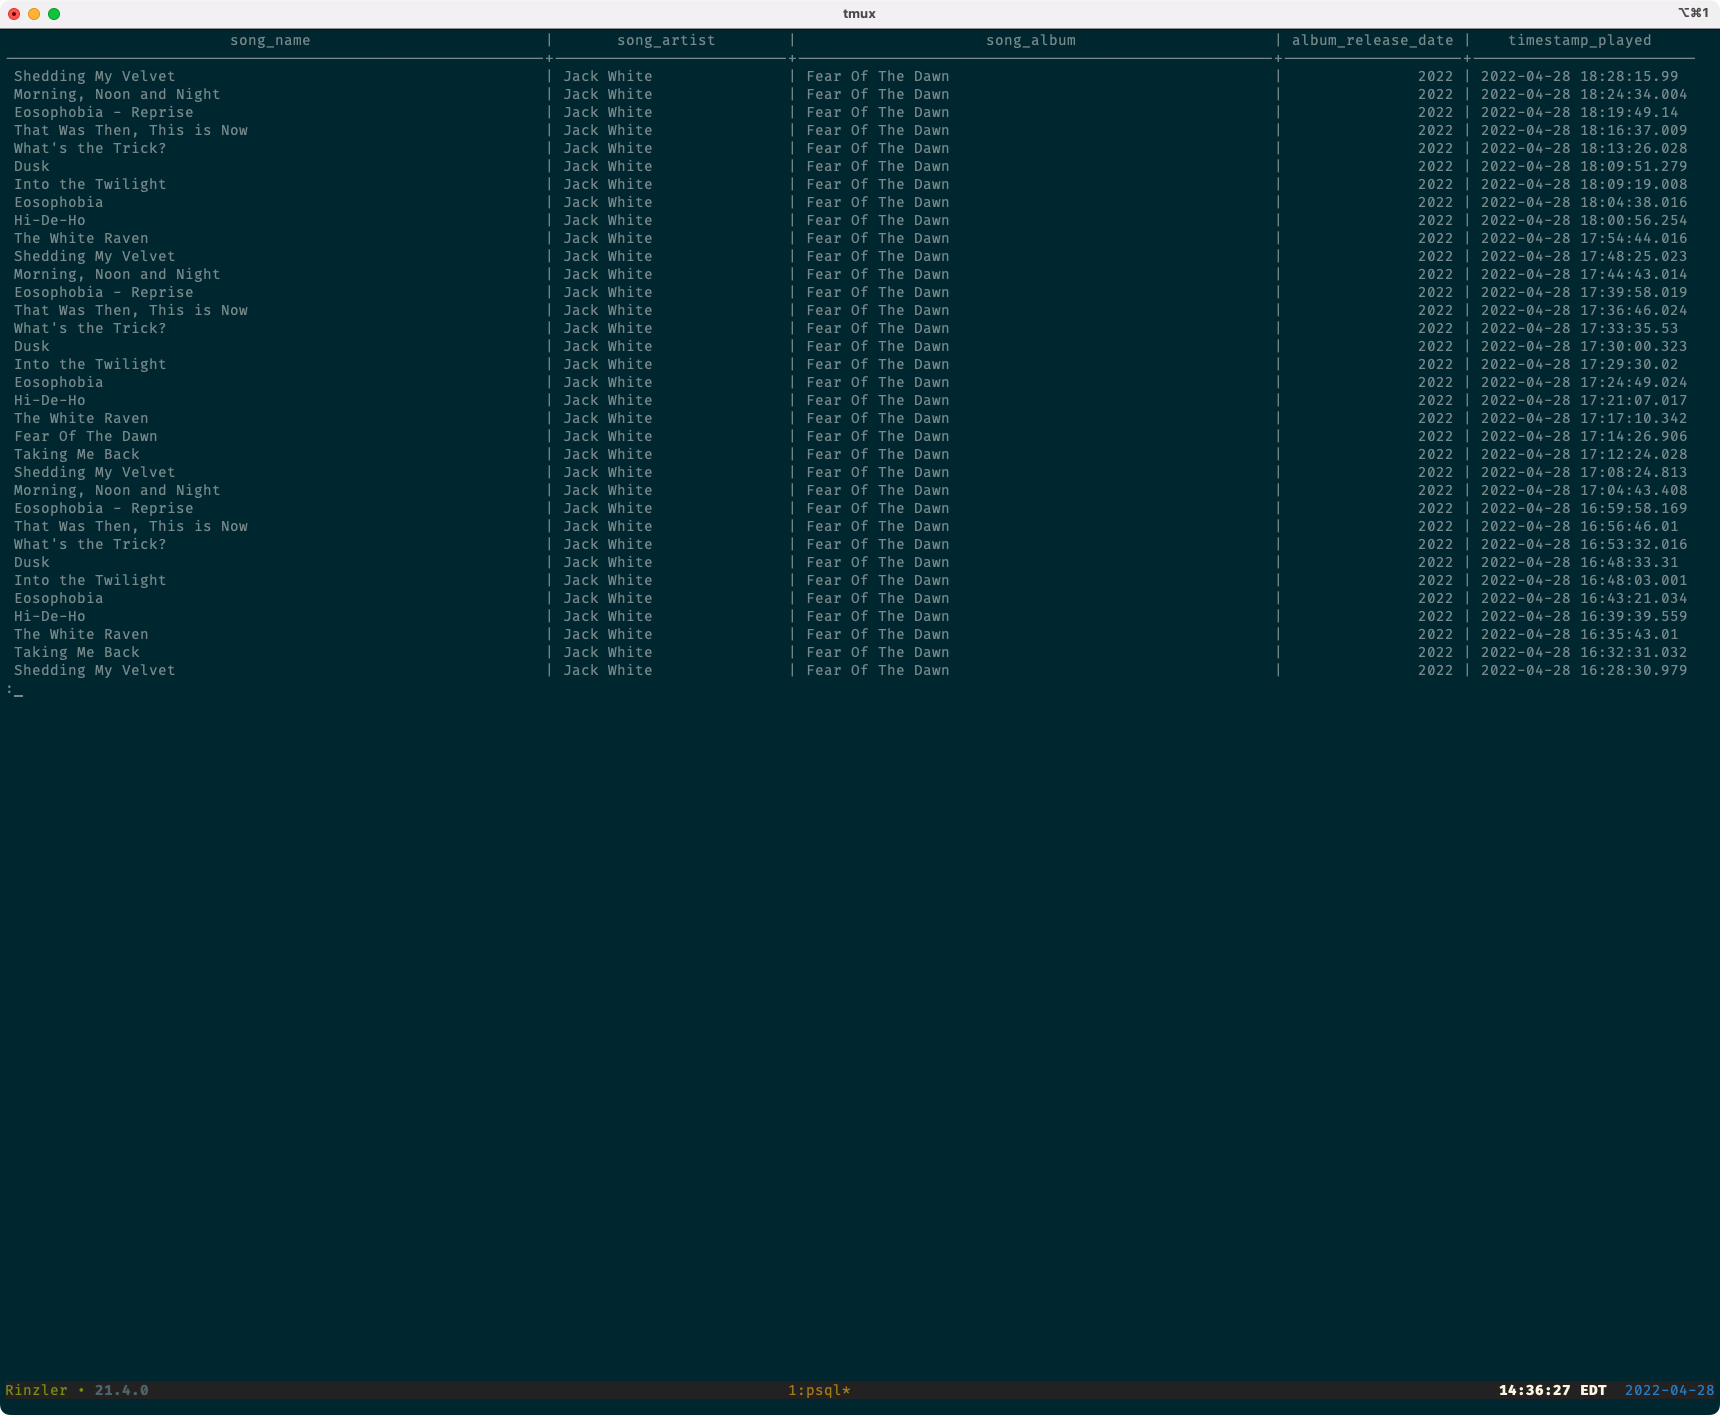 tmux ⌥⌘1
song_name | song_artist | song_album | album_release_date | timestamp_played
Shedding My Velvet | Jack White | Fear Of The Dawn | 2022 | 2022-04-28 18:28:15.99
Morning, Noon and Night | Jack White | Fear Of The Dawn | 2022 | 2022-04-28 18:24:34.004
Eosophobia - Reprise | Jack White | Fear Of The Dawn | 2022 | 2022-04-28 18:19:49.14
That Was Then, This is Now | Jack White | Fear Of The Dawn | 2022 | 2022-04-28 18:16:37.009
What's the Trick? | Jack White | Fear Of The Dawn | 2022 | 2022-04-28 18:13:26.028
Dusk | Jack White | Fear Of The Dawn | 2022 | 2022-04-28 18:09:51.279
Into the Twilight | Jack White | Fear Of The Dawn | 2022 | 2022-04-28 18:09:19.008
Eosophobia | Jack White | Fear Of The Dawn | 2022 | 2022-04-28 18:04:38.016
Hi-De-Ho | Jack White | Fear Of The Dawn | 2022 | 2022-04-28 18:00:56.254
The White Raven | Jack White | Fear Of The Dawn | 2022 | 2022-04-28 17:54:44.016
Shedding My Velvet | Jack White | Fear Of The Dawn | 2022 | 2022-04-28 17:48:25.023
Morning, Noon and Night | Jack White | Fear Of The Dawn | 2022 | 2022-04-28 17:44:43.014
Eosophobia - Reprise | Jack White | Fear Of The Dawn | 2022 | 2022-04-28 17:39:58.019
That Was Then, This is Now | Jack White | Fear Of The Dawn | 2022 | 2022-04-28 17:36:46.024
What's the Trick? | Jack White | Fear Of The Dawn | 2022 | 2022-04-28 17:33:35.53
Dusk | Jack White | Fear Of The Dawn | 2022 | 2022-04-28 17:30:00.323
Into the Twilight | Jack White | Fear Of The Dawn | 2022 | 2022-04-28 17:29:30.02
Eosophobia | Jack White | Fear Of The Dawn | 2022 | 2022-04-28 17:24:49.024
Hi-De-Ho | Jack White | Fear Of The Dawn | 2022 | 2022-04-28 17:21:07.017
The White Raven | Jack White | Fear Of The Dawn | 2022 | 2022-04-28 17:17:10.342
Fear Of The Dawn | Jack White | Fear Of The Dawn | 2022 | 2022-04-28 17:14:26.906
Taking Me Back | Jack White | Fear Of The Dawn | 2022 | 2022-04-28 17:12:24.028
Shedding My Velvet | Jack White | Fear Of The Dawn | 2022 | 2022-04-28 17:08:24.813
Morning, Noon and Night | Jack White | Fear Of The Dawn | 2022 | 2022-04-28 17:04:43.408
Eosophobia - Reprise | Jack White | Fear Of The Dawn | 2022 | 2022-04-28 16:59:58.169
That Was Then, This is Now | Jack White | Fear Of The Dawn | 2022 | 2022-04-28 16:56:46.01
What's the Trick? | Jack White | Fear Of The Dawn | 2022 | 2022-04-28 16:53:32.016
Dusk | Jack White | Fear Of The Dawn | 2022 | 2022-04-28 16:48:33.31
Into the Twilight | Jack White | Fear Of The Dawn | 2022 | 2022-04-28 16:48:03.001
Eosophobia | Jack White | Fear Of The Dawn | 2022 | 2022-04-28 16:43:21.034
Hi-De-Ho | Jack White | Fear Of The Dawn | 2022 | 2022-04-28 16:39:39.559
The White Raven | Jack White | Fear Of The Dawn | 2022 | 2022-04-28 16:35:43.01
Taking Me Back | Jack White | Fear Of The Dawn | 2022 | 2022-04-28 16:32:31.032
Shedding My Velvet | Jack White | Fear Of The Dawn | 2022 | 2022-04-28 16:28:30.979
:_
Rinzler • 21.4.0 1:psql* 14:36:27 EDT 2022-04-28